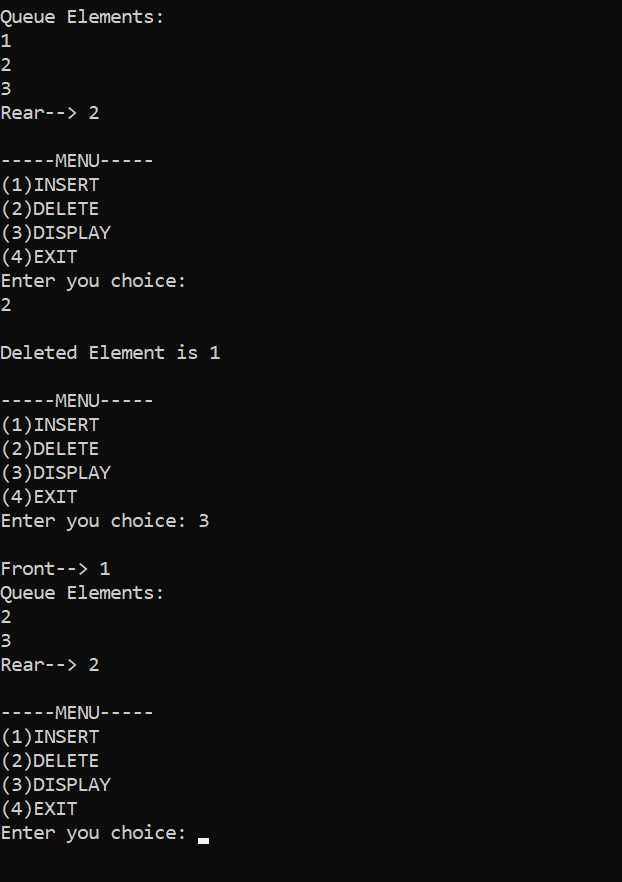 Queue Elements:
1
2
3
Rear--> 2
-----MENU-----
(1)INSERT
(2)DELETE
(3)DISPLAY
(4)EXIT
Enter you choice:
2
Deleted Element is 1
-----MENU-----
(1)INSERT
(2)DELETE
(3)DISPLAY
(4)EXIT
Enter you choice: 3
Front--> 1
Queue Elements:
2
3
Rear--> 2
-----MENU-----
(1)INSERT
(2)DELETE
(3)DISPLAY
(4)EXIT
Enter you choice: